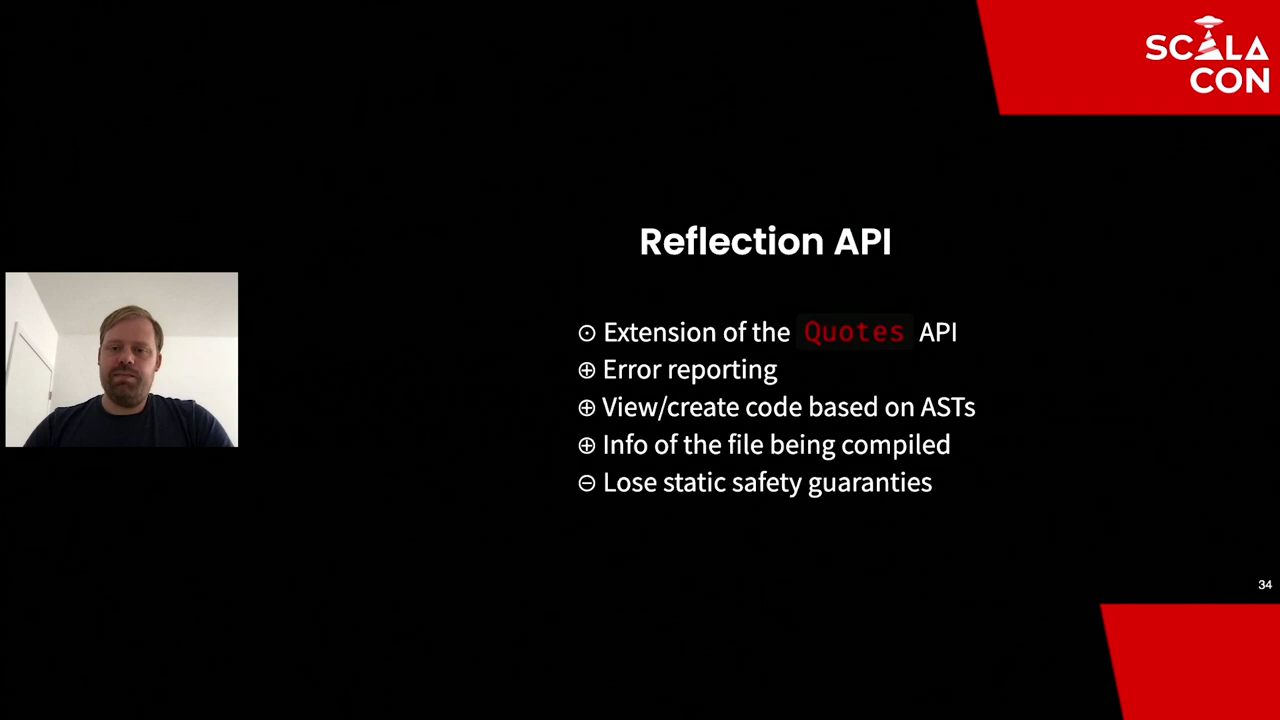 SCALA
CON
Reflection API
⊙ Extension of the Quotes API
⊕ Error reporting
⊕ View/create code based on ASTs
⊕ Info of the file being compiled
⊖ Lose static safety guaranties
34